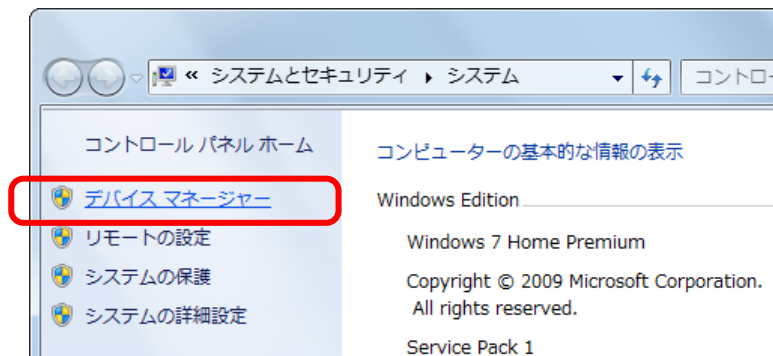 « システムとセキュリティ ▸ システム
コントロ
コントロール パネル ホーム
デバイス マネージャー
リモートの設定
システムの保護
システムの詳細設定
コンピューターの基本的な情報の表示
Windows Edition
Windows 7 Home Premium
Copyright © 2009 Microsoft Corporation.
All rights reserved.
Service Pack 1